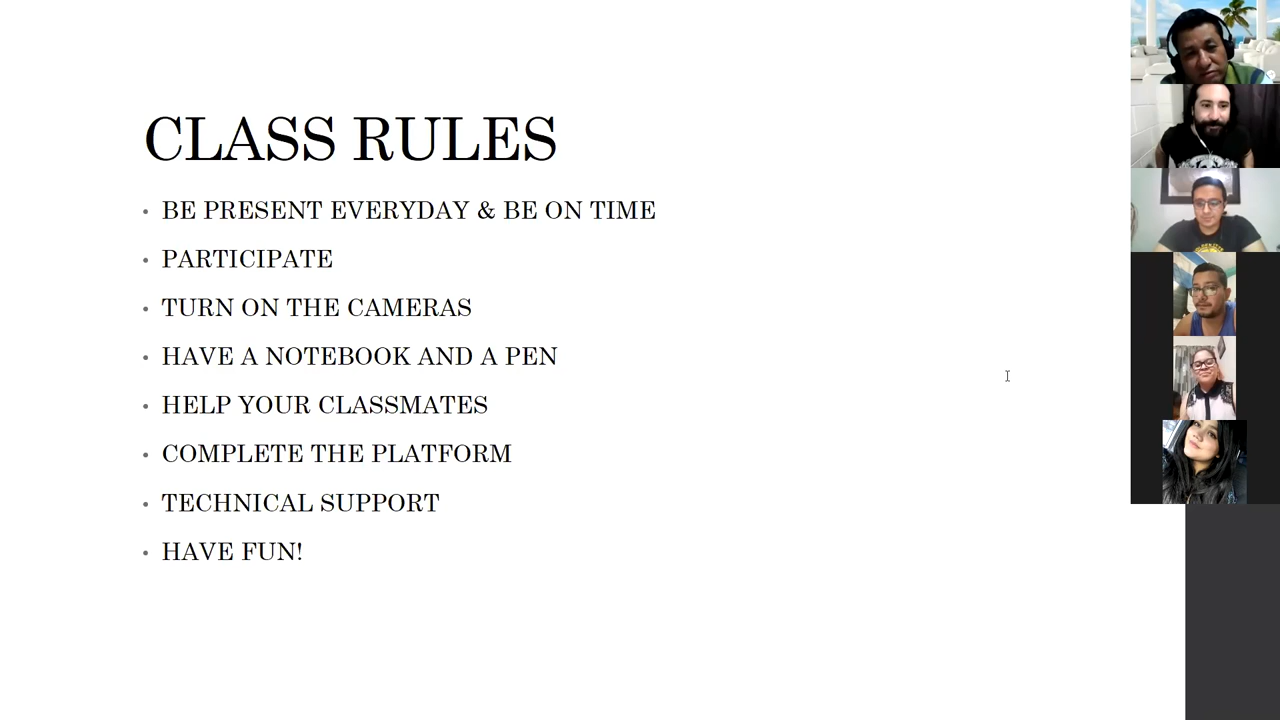 CLASS RULES
• BE PRESENT EVERYDAY & BE ON TIME
• PARTICIPATE
• TURN ON THE CAMERAS
• HAVE A NOTEBOOK AND A PEN
• HELP YOUR CLASSMATES
• COMPLETE THE PLATFORM
• TECHNICAL SUPPORT
• HAVE FUN!